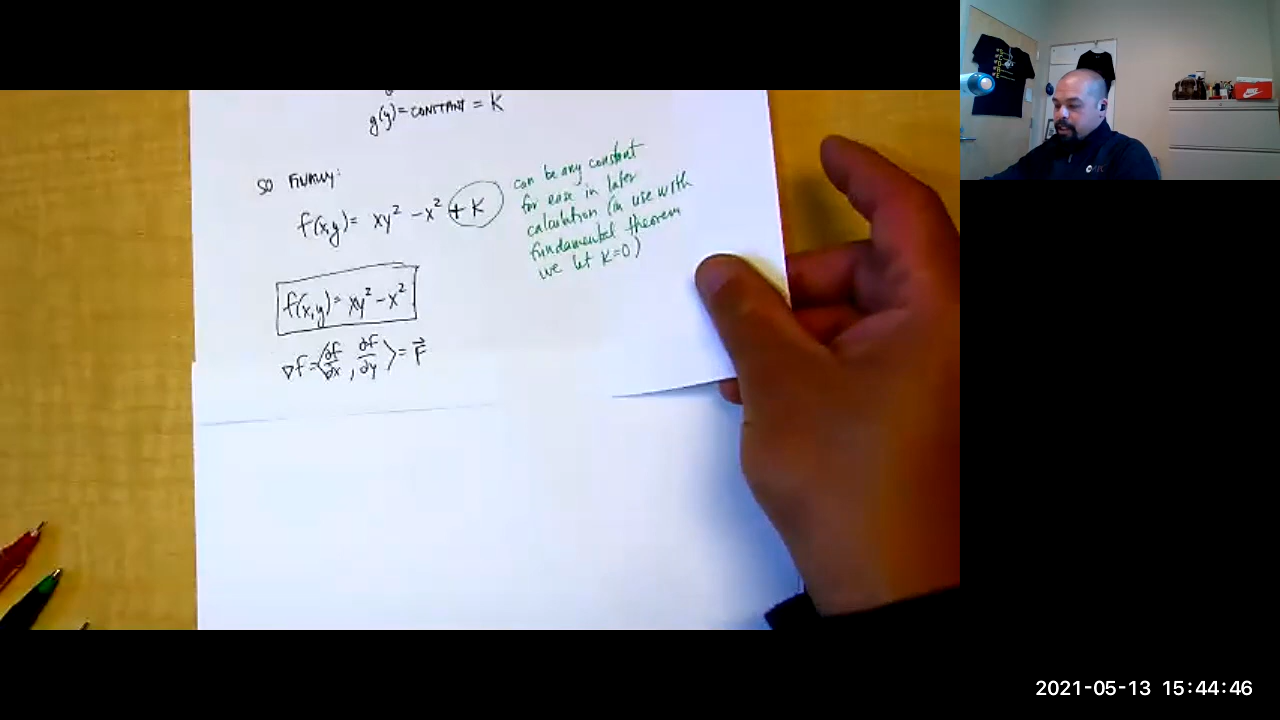 g(y) = CONSTANT = K
SO FINALLY:
f(x,y) = xy² - x² + K
can be any constant
for ease in later
calculation (in use with
fundamental theorem
we let K=0)
f(x,y) = xy² - x²
∇f = ⟨∂f/∂x, ∂f/∂y⟩ = F⃗
2021-05-13 15:44:46